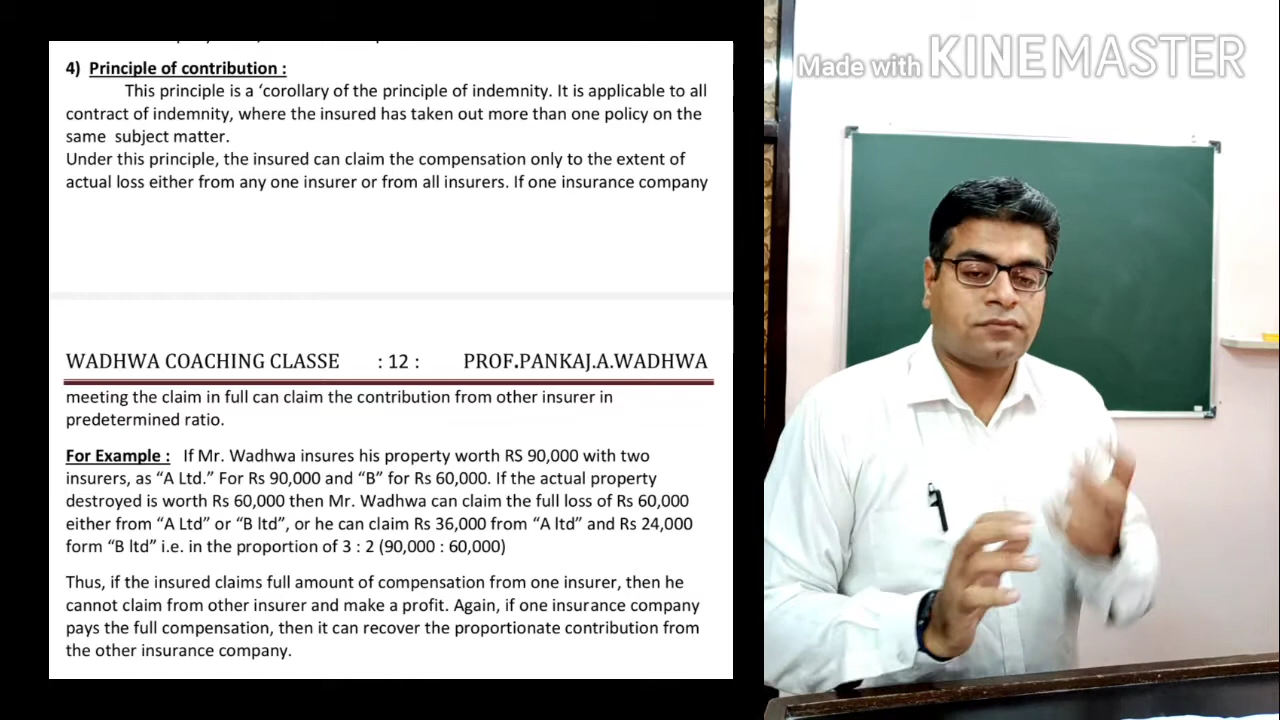 4) Principle of contribution :
This principle is a ‘corollary of the principle of indemnity. It is applicable to all
contract of indemnity, where the insured has taken out more than one policy on the
same subject matter.
Under this principle, the insured can claim the compensation only to the extent of
actual loss either from any one insurer or from all insurers. If one insurance company
WADHWA COACHING CLASSE : 12 : PROF.PANKAJ.A.WADHWA
meeting the claim in full can claim the contribution from other insurer in
predetermined ratio.
For Example : If Mr. Wadhwa insures his property worth RS 90,000 with two
insurers, as “A Ltd.” For Rs 90,000 and “B” for Rs 60,000. If the actual property
destroyed is worth Rs 60,000 then Mr. Wadhwa can claim the full loss of Rs 60,000
either from “A Ltd” or “B ltd”, or he can claim Rs 36,000 from “A ltd” and Rs 24,000
form “B ltd” i.e. in the proportion of 3 : 2 (90,000 : 60,000)
Thus, if the insured claims full amount of compensation from one insurer, then he
cannot claim from other insurer and make a profit. Again, if one insurance company
pays the full compensation, then it can recover the proportionate contribution from
the other insurance company.
Made with KINEMASTER